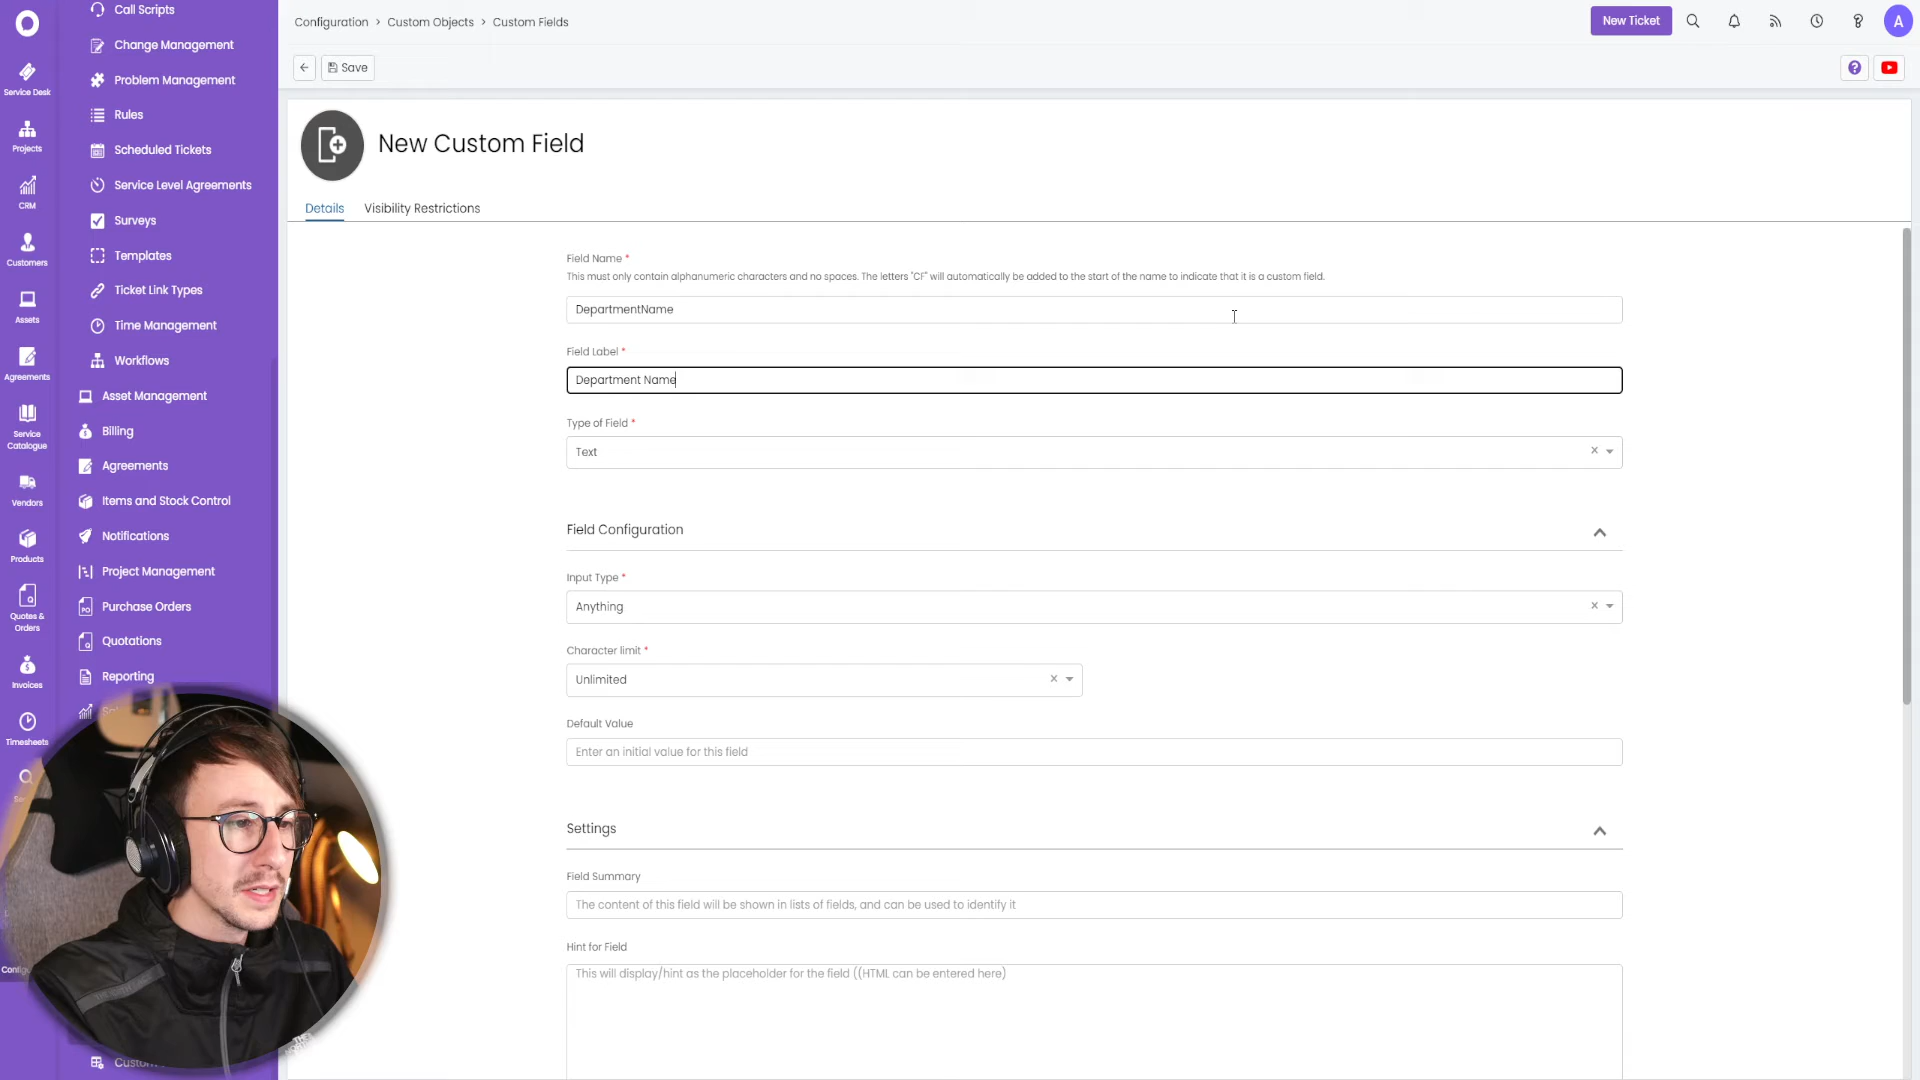 Configuration > Custom Objects > Custom Fields
New Ticket
A
Save
Service Desk
Projects
CRM
Customers
Assets
Agreements
Service
Catalogue
Vendors
Products
Quotes &
Orders
Invoices
Timesheets
Call Scripts
Change Management
Problem Management
Rules
Scheduled Tickets
Service Level Agreements
Surveys
Templates
Ticket Link Types
Time Management
Workflows
Asset Management
Billing
Agreements
Items and Stock Control
Notifications
Project Management
Purchase Orders
Quotations
Reporting
New Custom Field
Details
Visibility Restrictions
Field Name *
This must only contain alphanumeric characters and no spaces. The letters "CF" will automatically be added to the start of the name to indicate that it is a custom field.
DepartmentName
Field Label *
Department Name
Type of Field *
Text
Field Configuration
Input Type *
Anything
Character limit *
Unlimited
Default Value
Enter an initial value for this field
Settings
Field Summary
The content of this field will be shown in lists of fields, and can be used to identify it
Hint for Field
This will display/hint as the placeholder for the field ((HTML can be entered here)